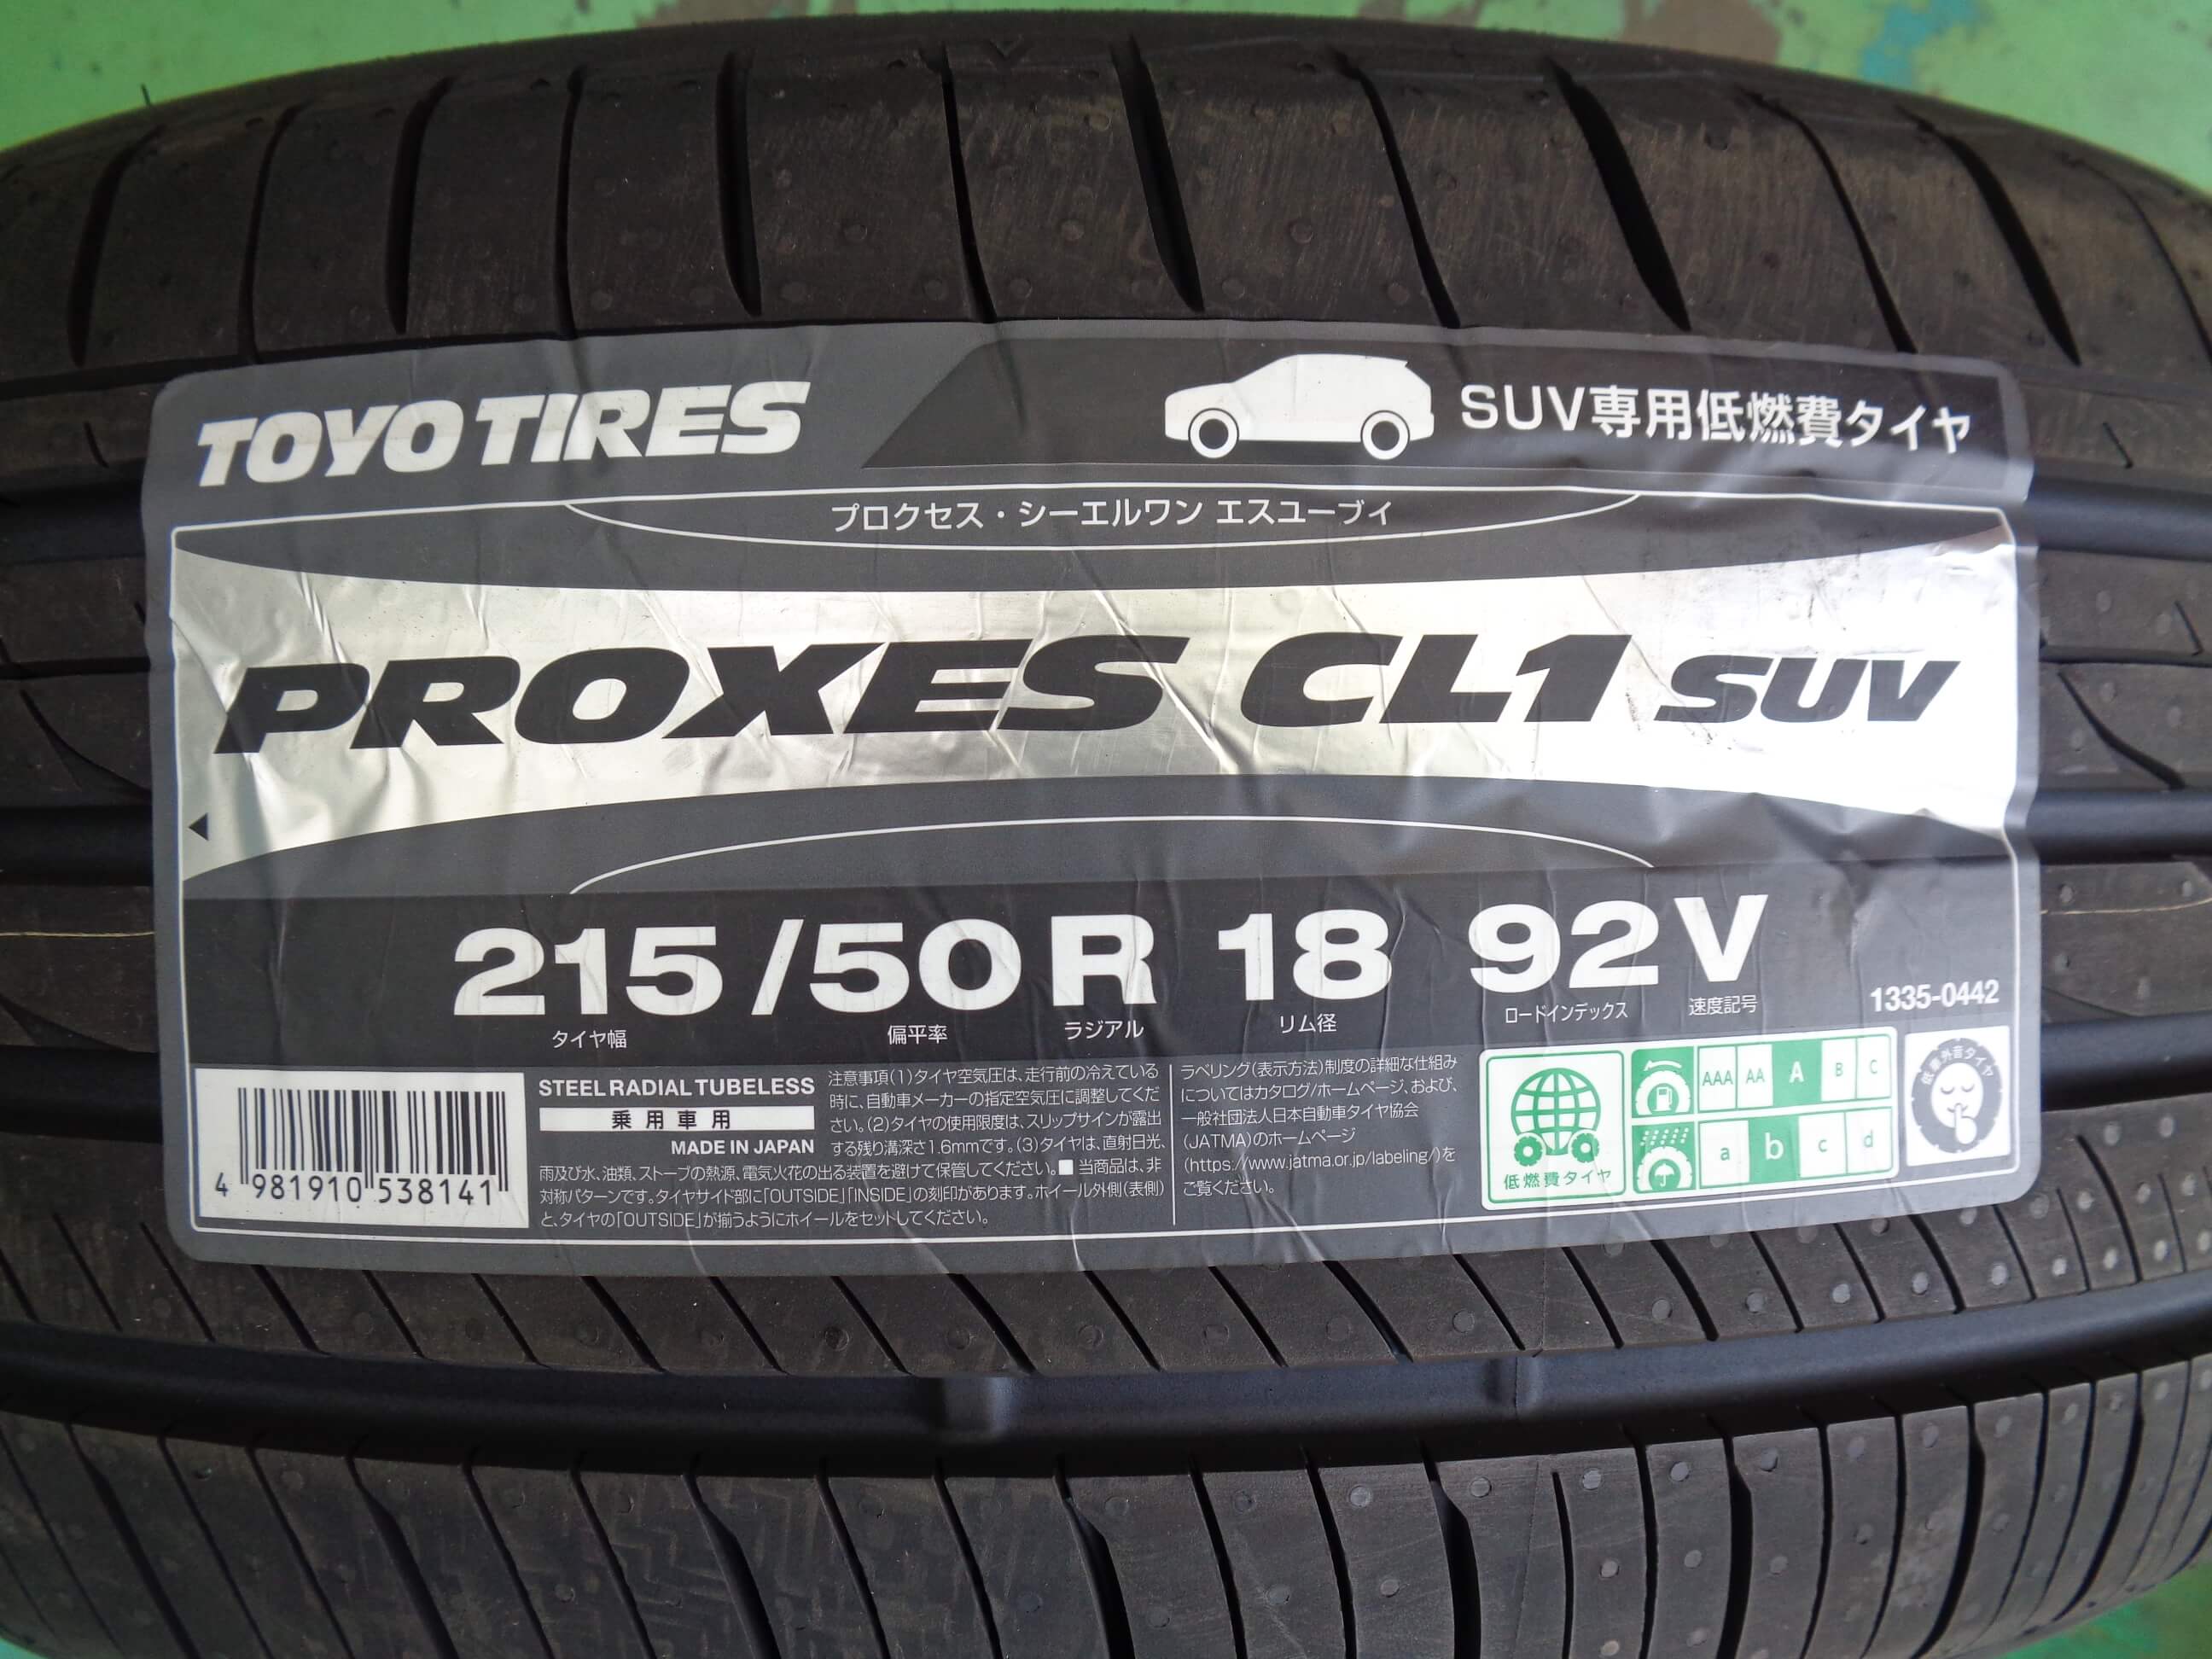 TOYO TIRES
SUV専用低燃費タイヤ
プロクセス・シーエルワン エスユーブイ
PROXES CL1 SUV
215 /50 R 18 92 V
タイヤ幅 偏平率 ラジアル リム径 ロードインデックス 速度記号
1335-0442
4 981910 538141
STEEL RADIAL TUBELESS
乗用車用
MADE IN JAPAN
注意事項(1)タイヤ空気圧は、走行前の冷えている
時に、自動車メーカーの指定空気圧に調整してくだ
さい。(2)タイヤの使用限度は、スリップサインが露出
する残り溝深さ1.6mmです。(3)タイヤは、直射日光、
雨及び水、油類、ストーブの熱源、電気火花の出る装置を避けて保管してください。■当商品は、非
対称パターンです。タイヤサイド部に「OUTSIDE」「INSIDE」の刻印があります。ホイール外側(表側)
と、タイヤの「OUTSIDE」が揃うようにホイールをセットしてください。
ラベリング(表示方法)制度の詳細な仕組み
についてはカタログ/ホームページ、および、
一般社団法人日本自動車タイヤ協会
(JATMA)のホームページ
(https://www.jatma.or.jp/labeling/)を
ご覧ください。
低燃費タイヤ
AAA AA A B C
a b c d
低車外音タイヤ